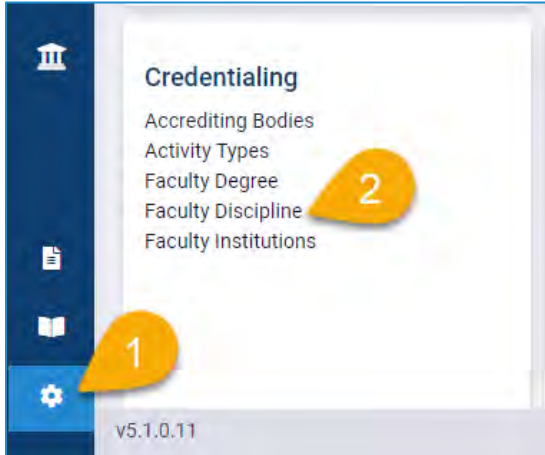 Credentialing
Accrediting Bodies
Activity Types
Faculty Degree
Faculty Discipline
2
Faculty Institutions
1
v5.1.0.11